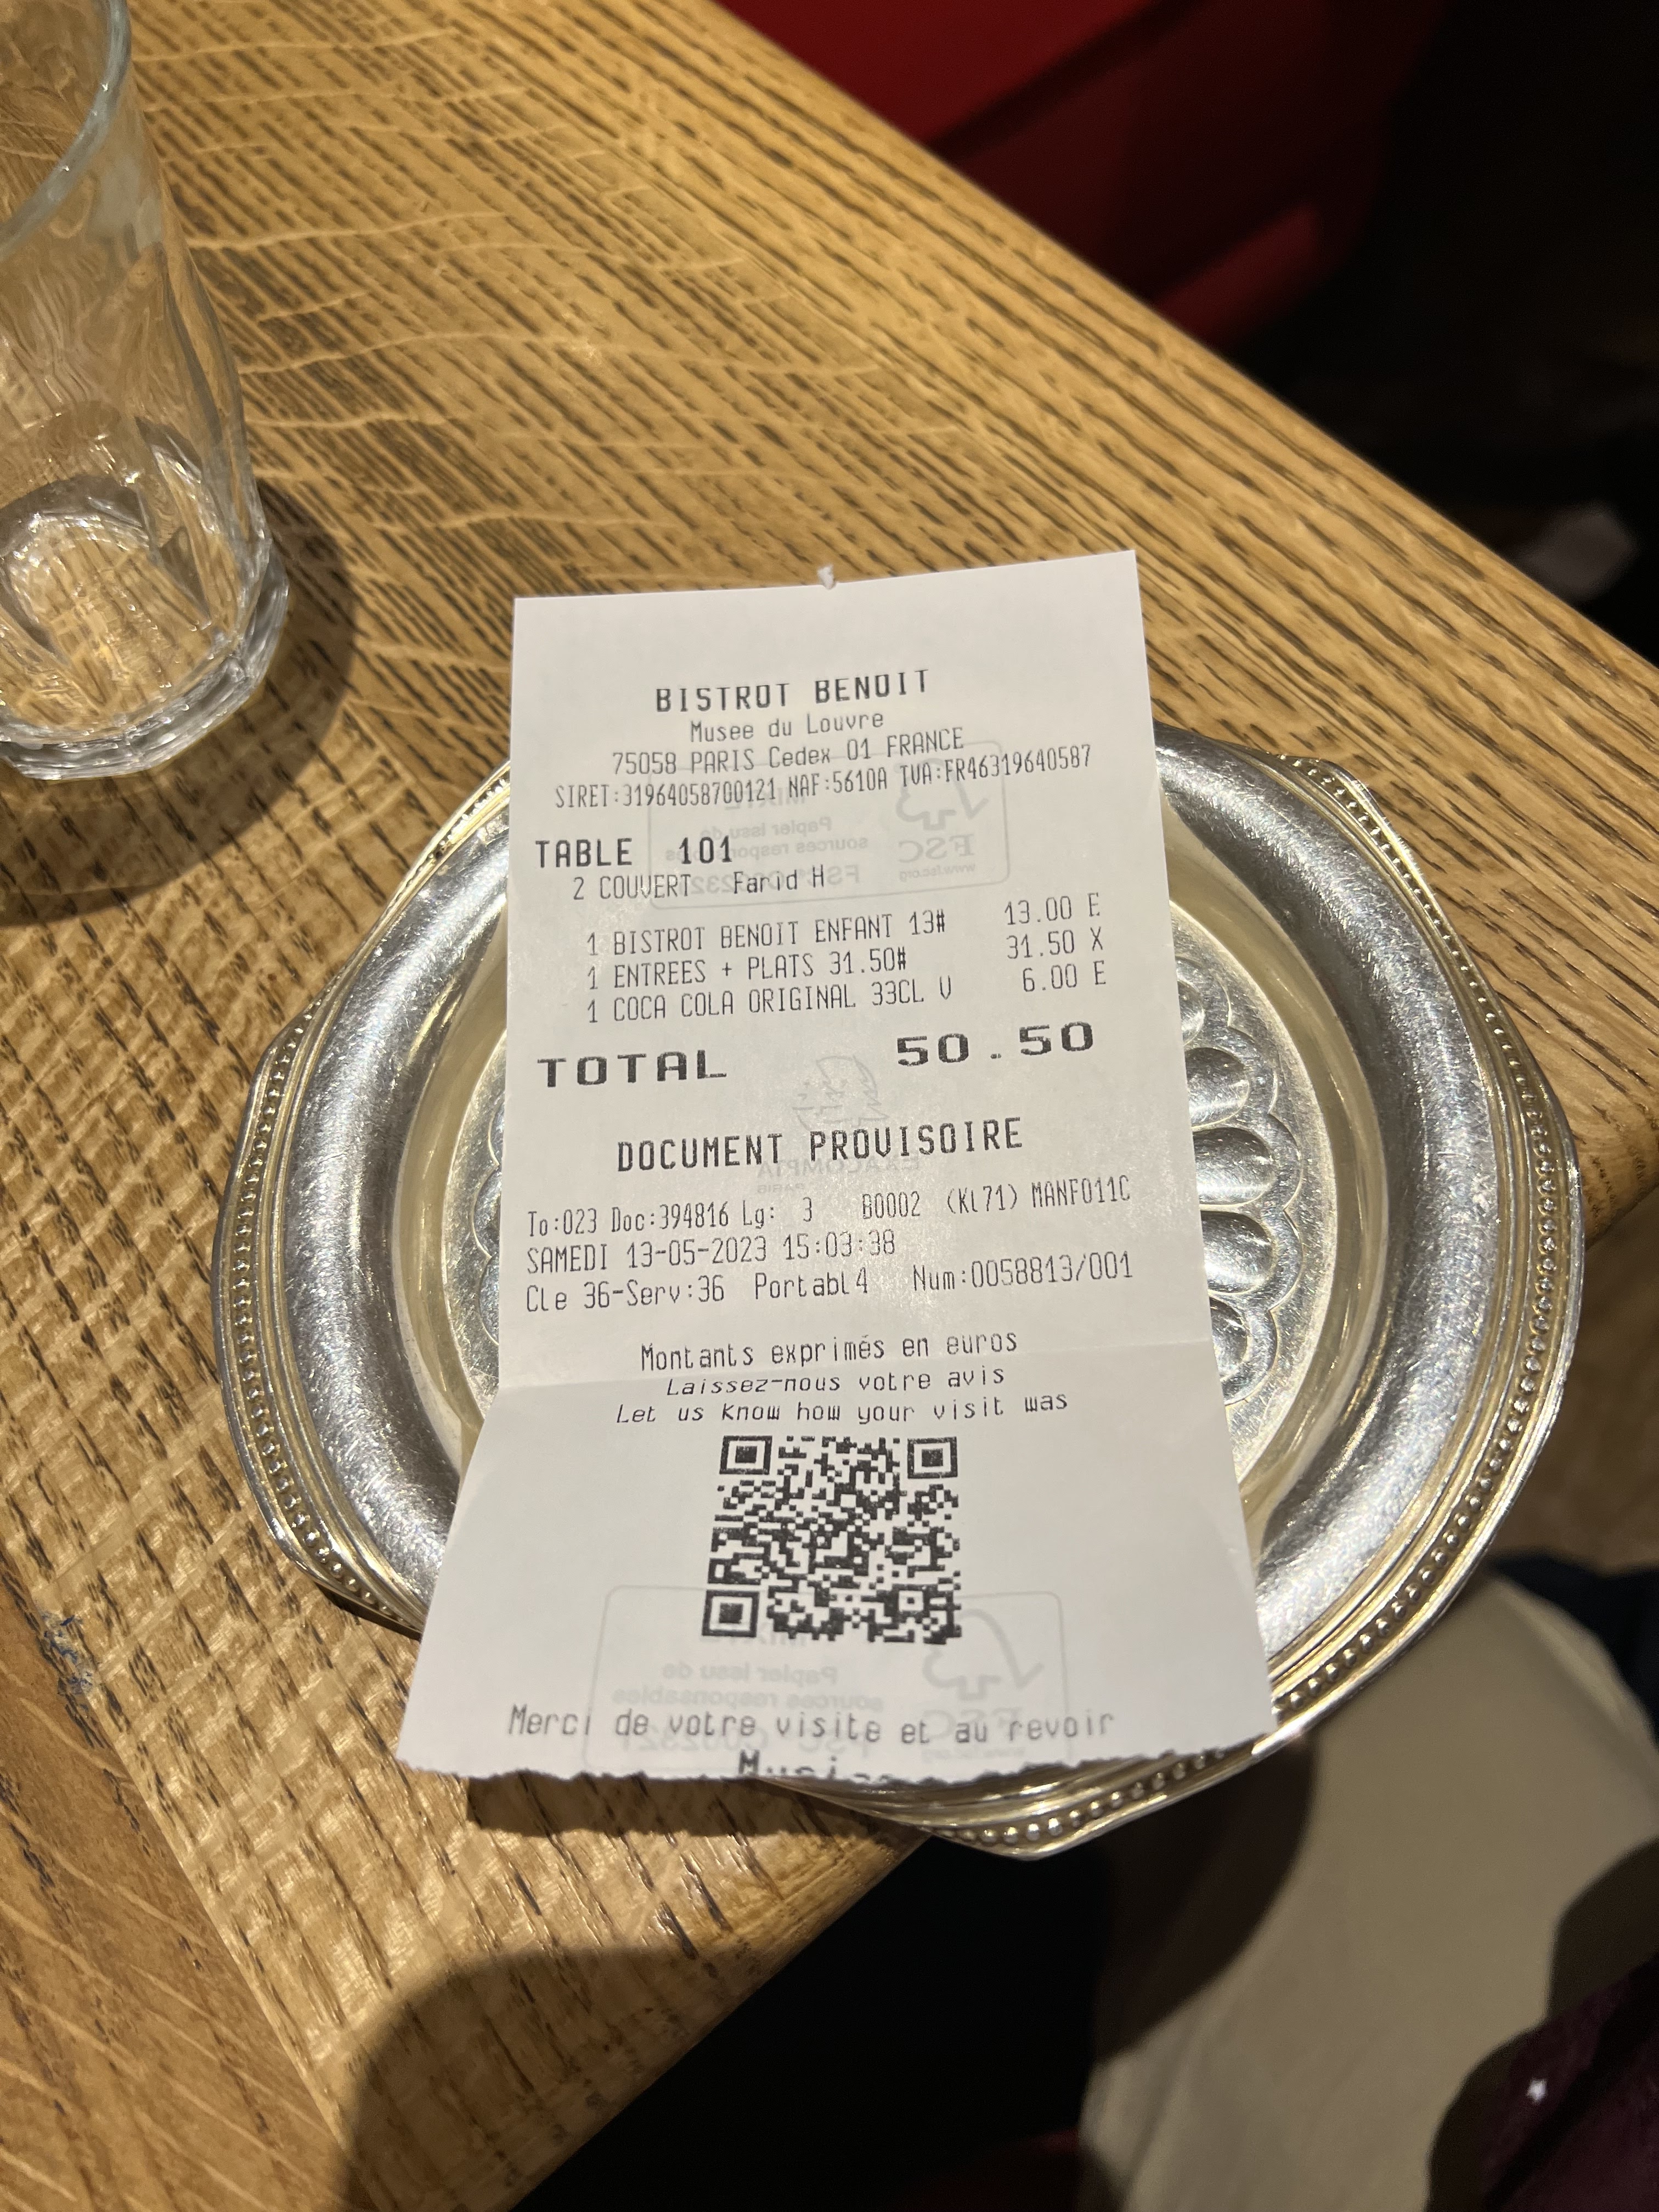 BISTROT BENOIT
Musee du Louvre
75058 PARIS Cedex 01 FRANCE
SIRET:31964058700121 NAF:5610A TVA:FR46319640587
TABLE 101
2 COUVERT Farid H
1 BISTROT BENOIT ENFANT 13# 13.00 E
1 ENTREES + PLATS 31.50# 31.50 X
1 COCA COLA ORIGINAL 33CL V 6.00 E
TOTAL 50.50
DOCUMENT PROVISOIRE
To:023 Doc:394816 Lg: 3 B0002 (Kl71) MANF011C
SAMEDI 13-05-2023 15:03:38
Cle 36-Serv:36 Portabl4 Num:0058813/001
Montants exprimés en euros
Laissez-nous votre avis
Let us know how your visit was
Merci de votre visite et au revoir